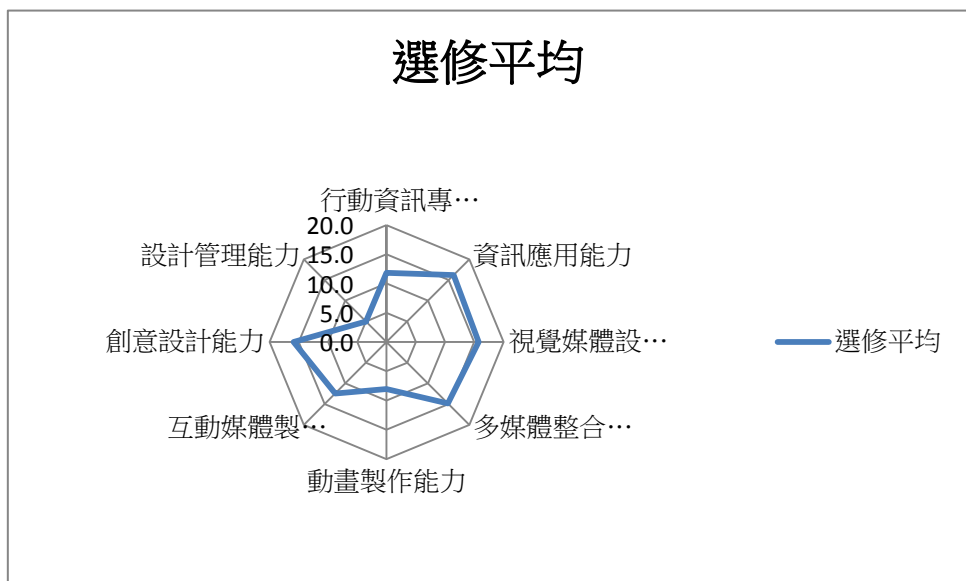 選修平均
行動資訊專…
20.0
15.0
10.0
5.0
0.0
資訊應用能力
視覺媒體設…
多媒體整合…
動畫製作能力
互動媒體製…
創意設計能力
設計管理能力
選修平均